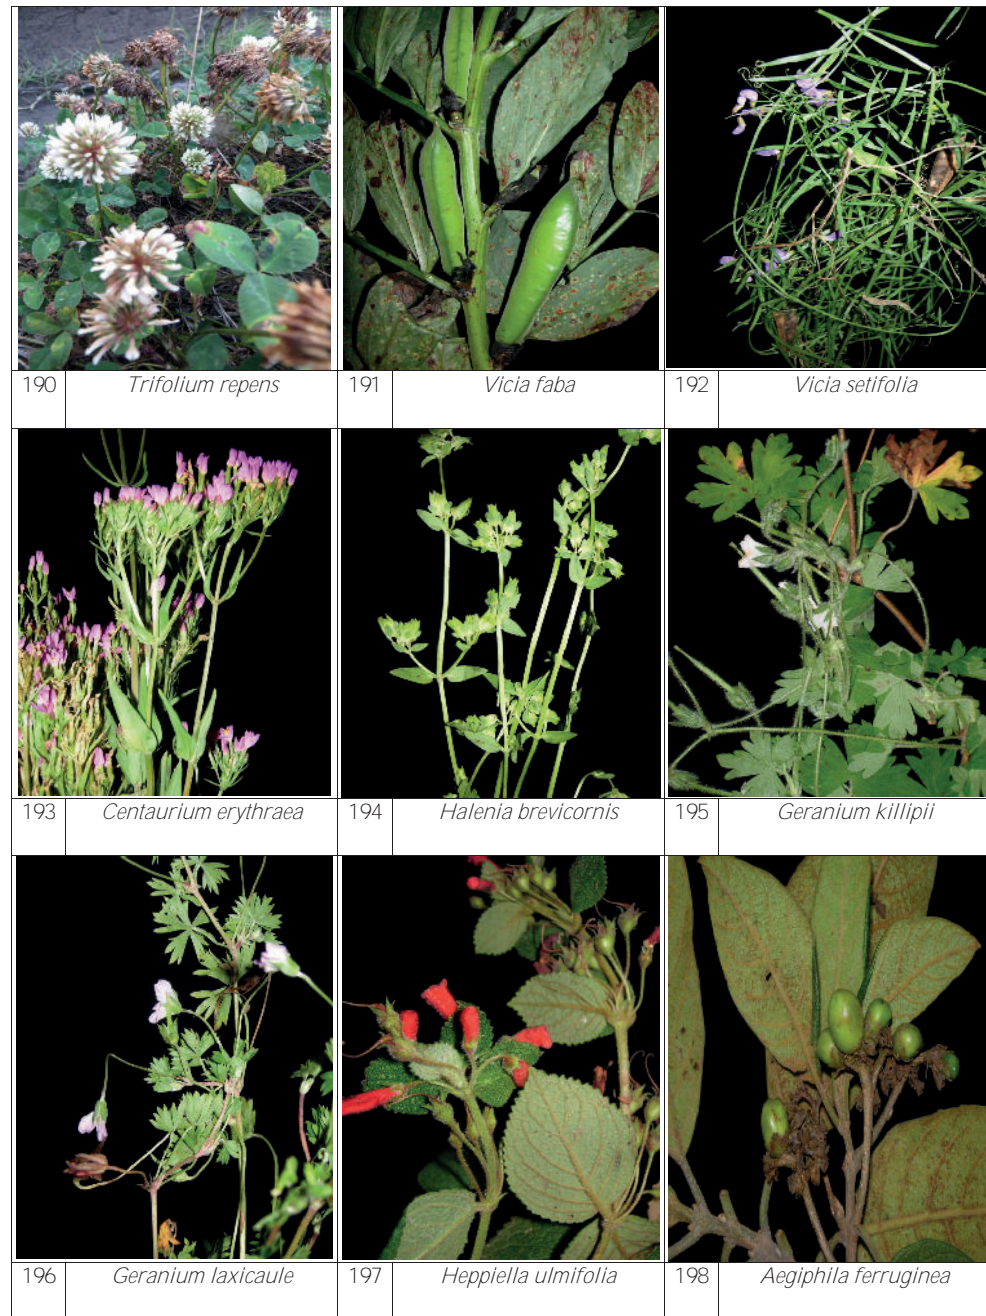 190 Trifolium repens 191 Vicia faba 192 Vicia setifolia
193 Centaurium erythraea 194 Halenia brevicornis 195 Geranium killipii
196 Geranium laxicaule 197 Heppiella ulmifolia 198 Aegiphila ferruginea